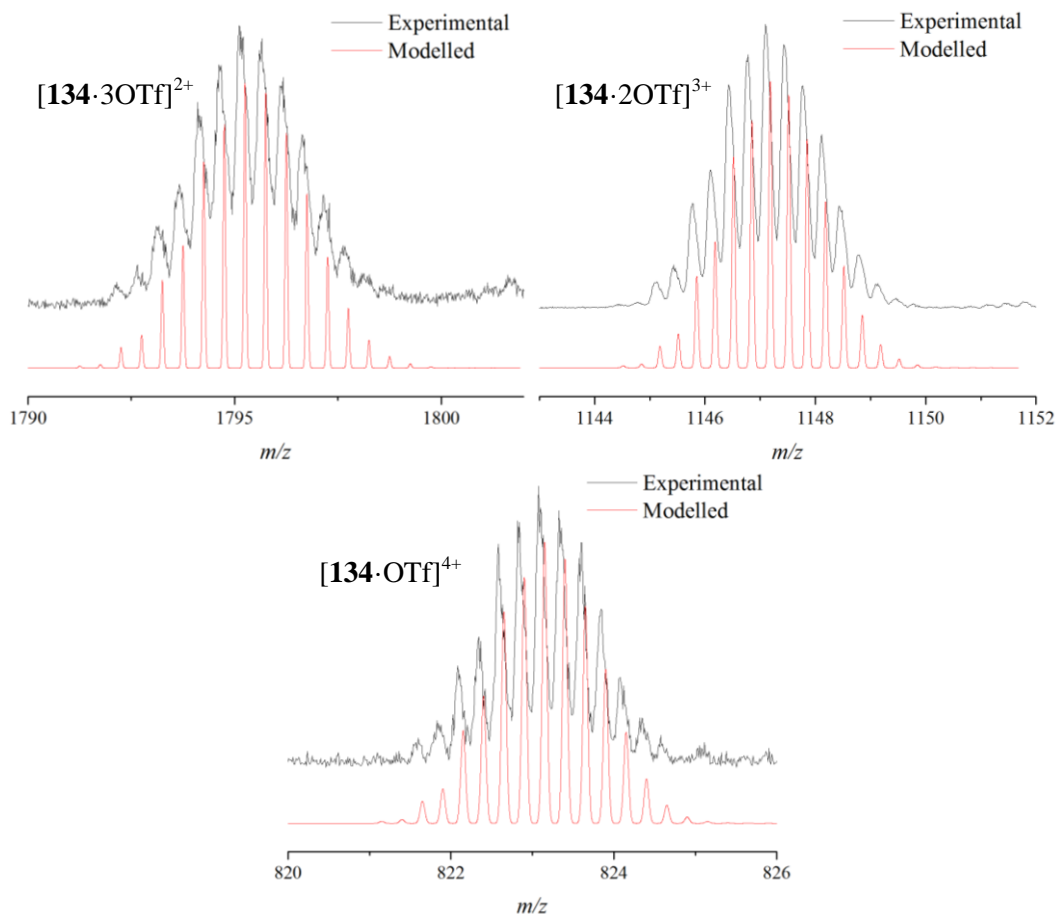 Experimental
Modelled
[134·3OTf]²⁺
1790
1795
1800
m/z
Experimental
Modelled
[134·2OTf]³⁺
1144
1146
1148
1150
1152
m/z
Experimental
Modelled
[134·OTf]⁴⁺
820
822
824
826
m/z